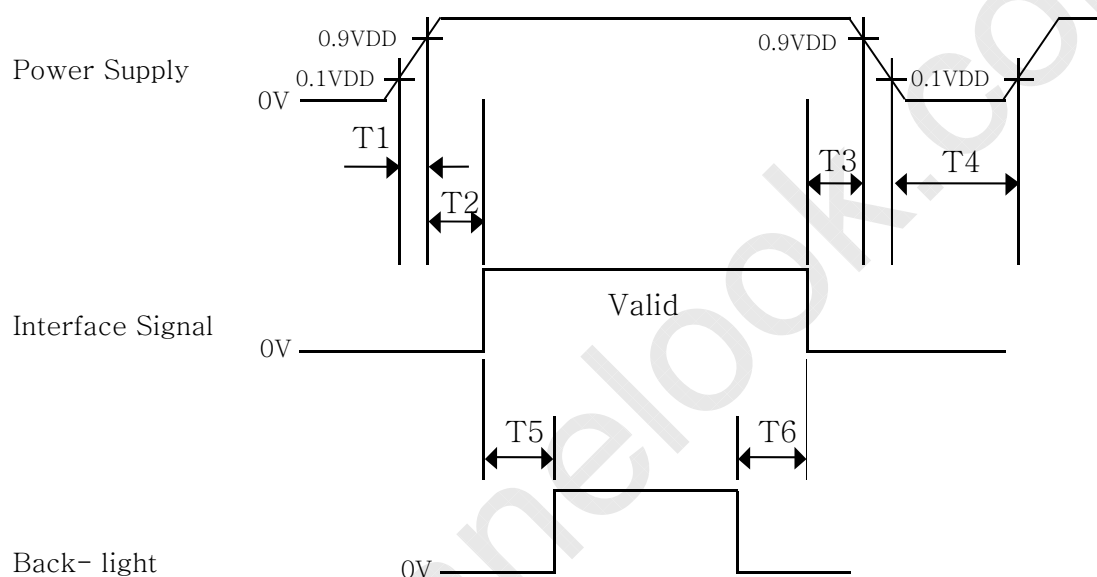 0.9VDD
0.9VDD
Power Supply
0.1VDD
0.1VDD
0V
T1
T2
T3
T4
Valid
Interface Signal
0V
T5
T6
Back- light
0V